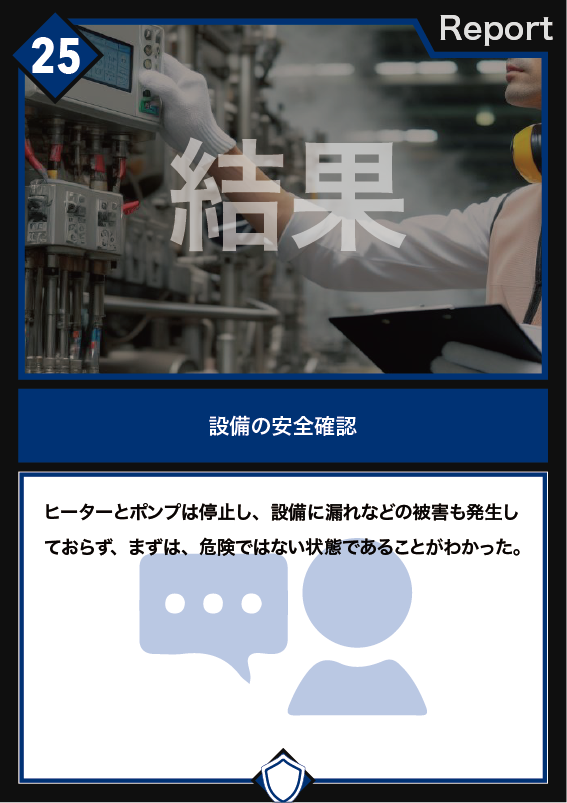 Report
25
結果
設備の安全確認
ヒーターとポンプは停止し、設備に漏れなどの被害も発生し
ておらず、まずは、危険ではない状態であることがわかった。